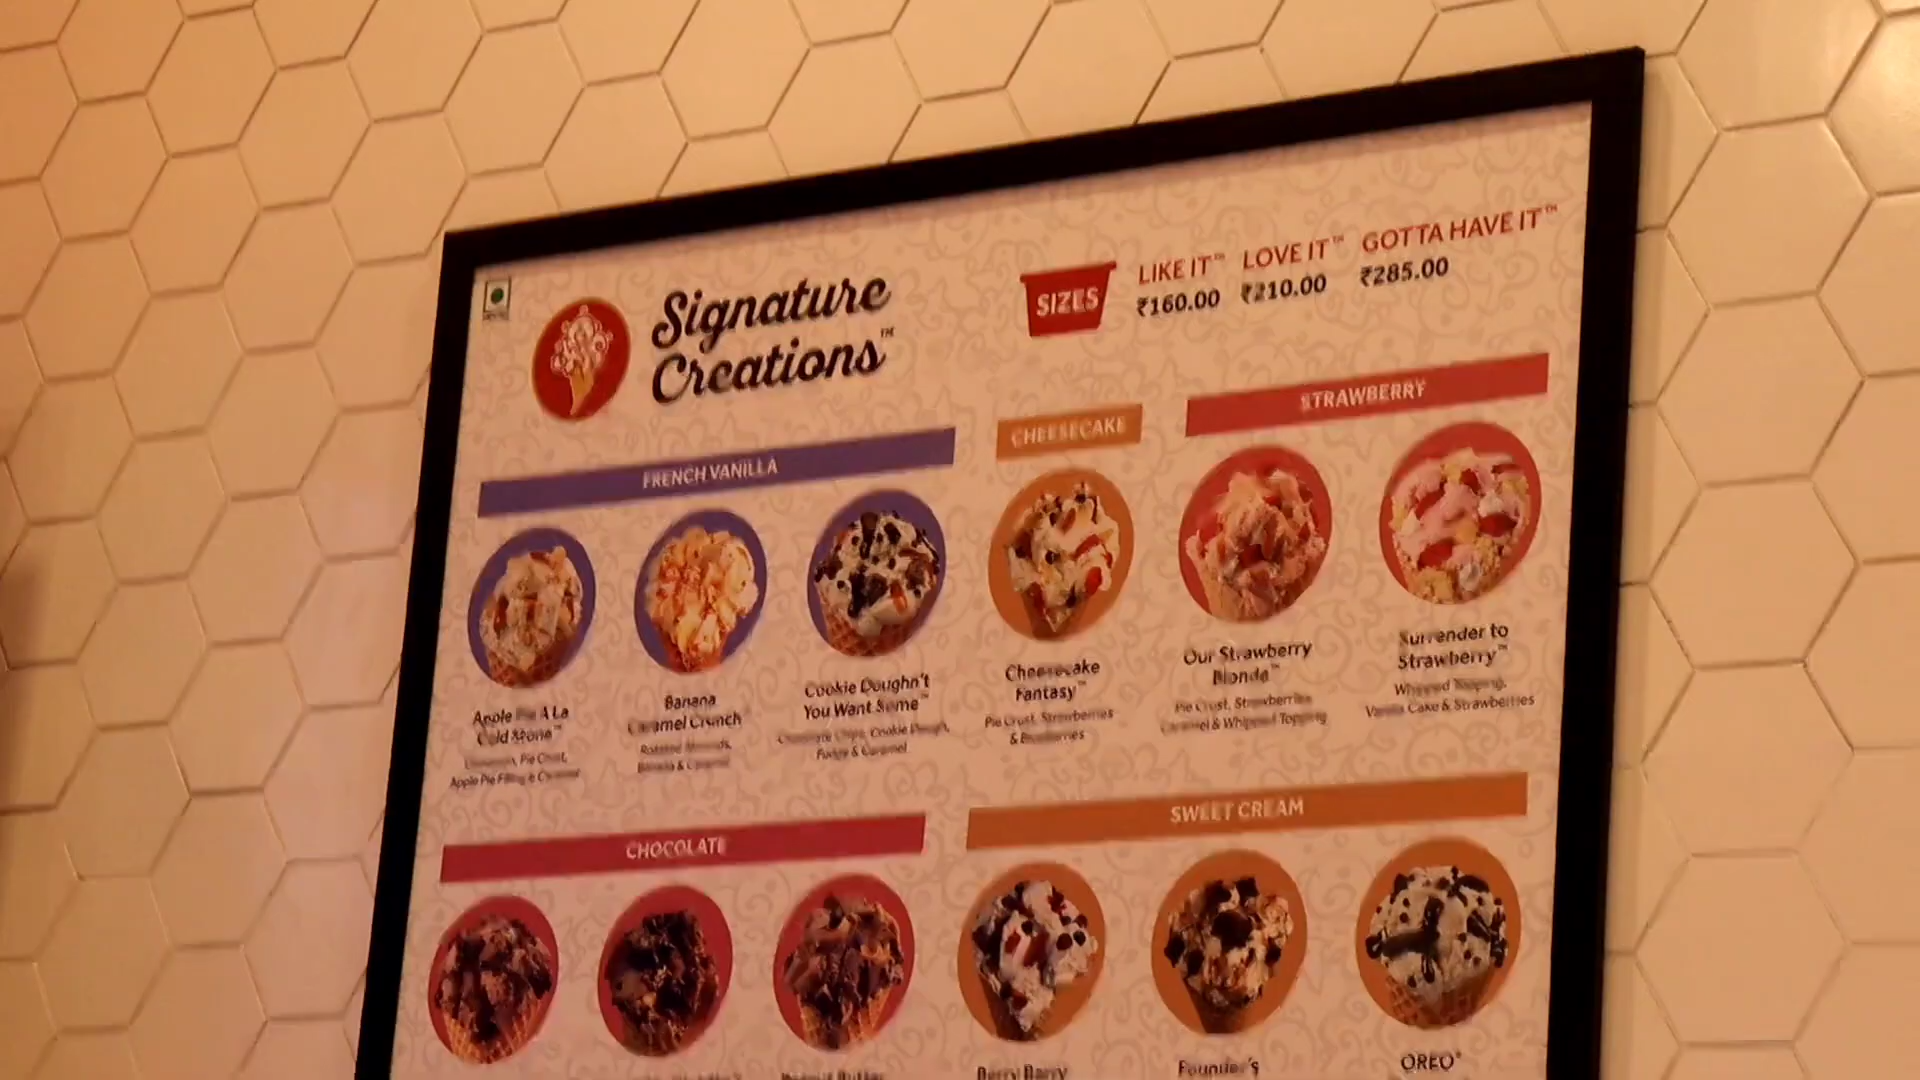 Signature
Creations™
SIZES
LIKE IT™ LOVE IT™ GOTTA HAVE IT™
₹160.00 ₹210.00 ₹285.00
FRENCH VANILLA
CHEESECAKE
STRAWBERRY
Apple Pie A La
Cold Stone™
Pie Crust,
Apple Pie Filling & Caramel
Banana
Caramel Crunch
Roasted Almonds,
Banana & Caramel
Cookie Doughn't
You Want Some™
Chocolate Chips, Cookie Dough,
Fudge & Caramel
Cheesecake
Fantasy™
Pie Crust, Strawberries
& Blueberries
Our Strawberry
Blonde™
Pie Crust, Strawberries
Caramel & Whipped Topping
Surrender to
Strawberry™
Whipped Topping,
Vanilla Cake & Strawberries
CHOCOLATE
SWEET CREAM
Peanut Butter
Berry Berry
Founder's
OREO®